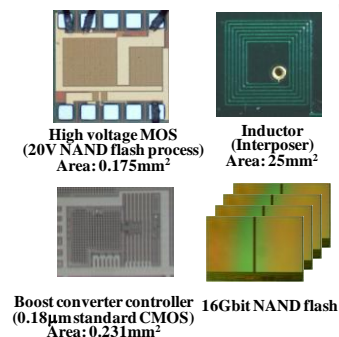 High voltage MOS
(20V NAND flash process)
Area: 0.175mm²
Inductor
(Interposer)
Area: 25mm²
Boost converter controller
(0.18μm standard CMOS)
Area: 0.231mm²
16Gbit NAND flash